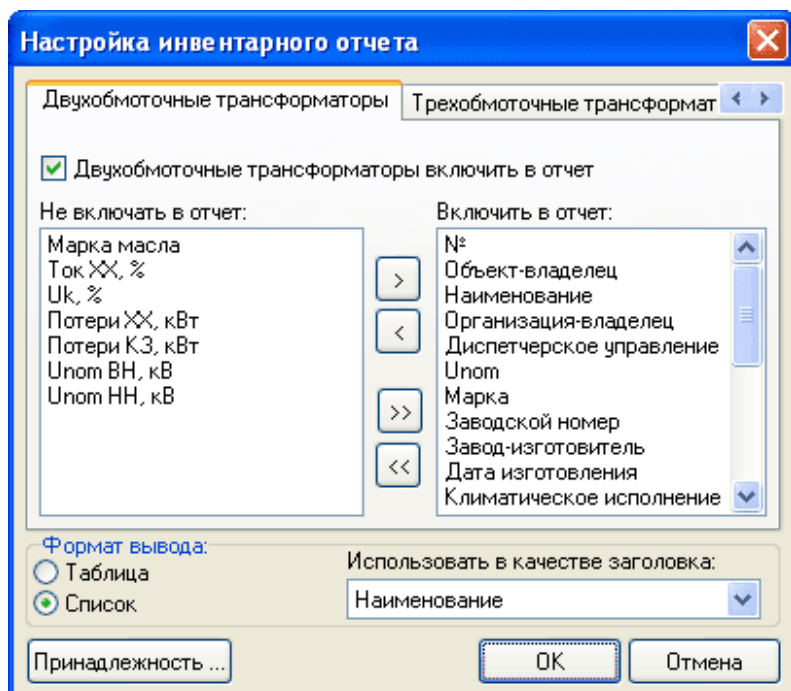 Настройка инвентарного отчета
Двухобмоточные трансформаторы
Трехобмоточные трансформат
Двухобмоточные трансформаторы включить в отчет
Не включать в отчет:
Марка масла
Ток XX, %
Uk, %
Потери XX, кВт
Потери КЗ, кВт
Unom ВН, кВ
Unom НН, кВ
>
<
>>
<<
Включить в отчет:
№
Объект-владелец
Наименование
Организация-владелец
Диспетчерское управление
Unom
Марка
Заводской номер
Завод-изготовитель
Дата изготовления
Климатическое исполнение
Формат вывода:
Таблица
Список
Использовать в качестве заголовка:
Наименование
Принадлежность ...
OK
Отмена